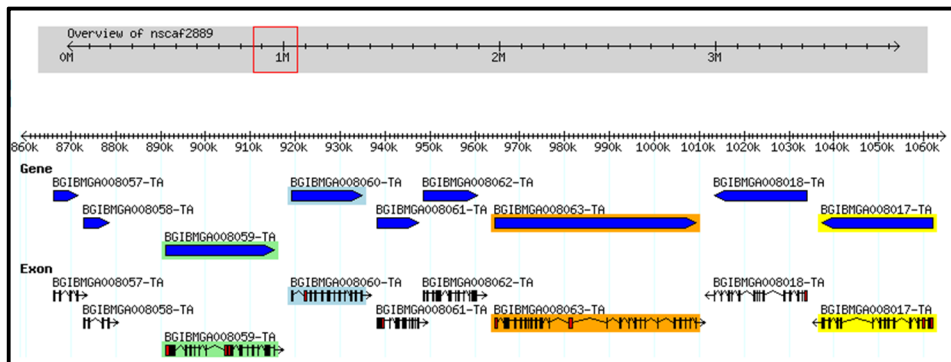 Overview of nscaf2889
0M 1M 2M 3M
860k 870k 880k 890k 900k 910k 920k 930k 940k 950k 960k 970k 980k 990k 1000k 1010k 1020k 1030k 1040k 1050k 1060k
Gene
BGIBMGA008057-TA BGIBMGA008060-TA BGIBMGA008062-TA BGIBMGA008018-TA
BGIBMGA008058-TA BGIBMGA008061-TA BGIBMGA008063-TA BGIBMGA008017-TA
BGIBMGA008059-TA
Exon
BGIBMGA008057-TA BGIBMGA008060-TA BGIBMGA008062-TA BGIBMGA008018-TA
BGIBMGA008058-TA BGIBMGA008061-TA BGIBMGA008063-TA BGIBMGA008017-TA
BGIBMGA008059-TA